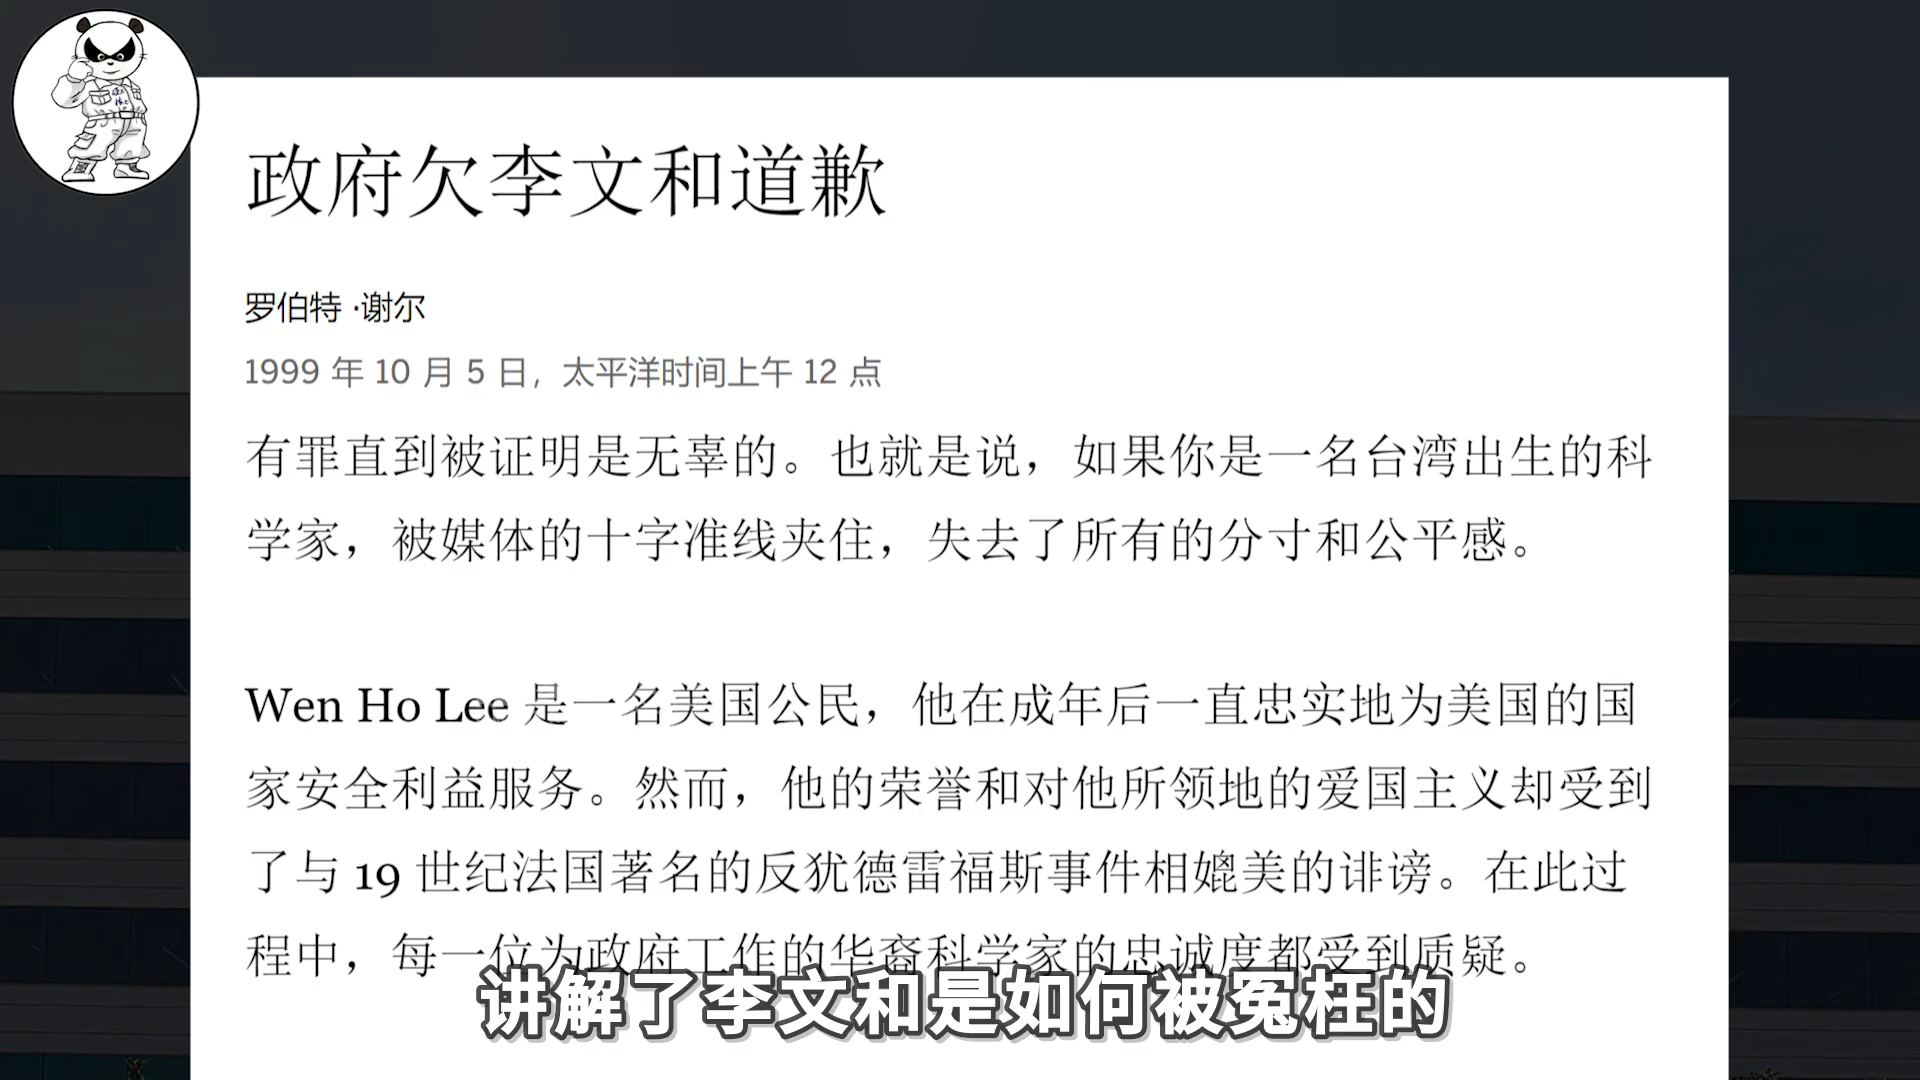 政府欠李文和道歉
罗伯特 ·谢尔
1999 年 10 月 5 日，太平洋时间上午 12 点
有罪直到被证明是无辜的。也就是说，如果你是一名台湾出生的科
学家，被媒体的十字准线夹住，失去了所有的分寸和公平感。
Wen Ho Lee 是一名美国公民，他在成年后一直忠实地为美国的国
家安全利益服务。然而，他的荣誉和对他所领地的爱国主义却受到
了与 19 世纪法国著名的反犹德雷福斯事件相媲美的诽谤。在此过
程中，每一位为政府工作的华裔科学家的忠诚度都受到质疑。
讲解了李文和是如何被冤枉的